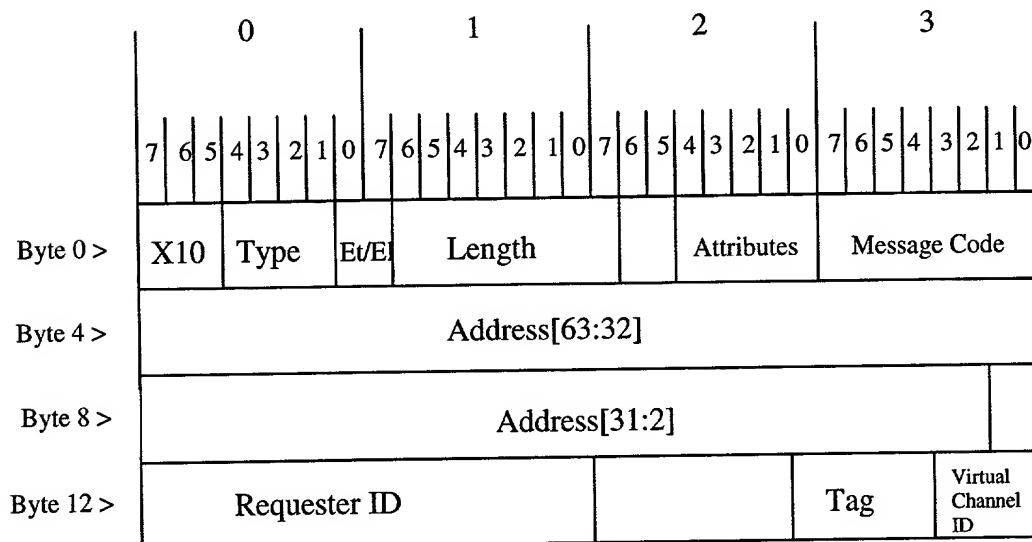 0 1 2 3
7 6 5 4 3 2 1 0 7 6 5 4 3 2 1 0 7 6 5 4 3 2 1 0 7 6 5 4 3 2 1 0
Byte 0 > X10 Type Et/El Length Attributes Message Code
Byte 4 > Address[63:32]
Byte 8 > Address[31:2]
Byte 12 > Requester ID Tag Virtual
Channel
ID